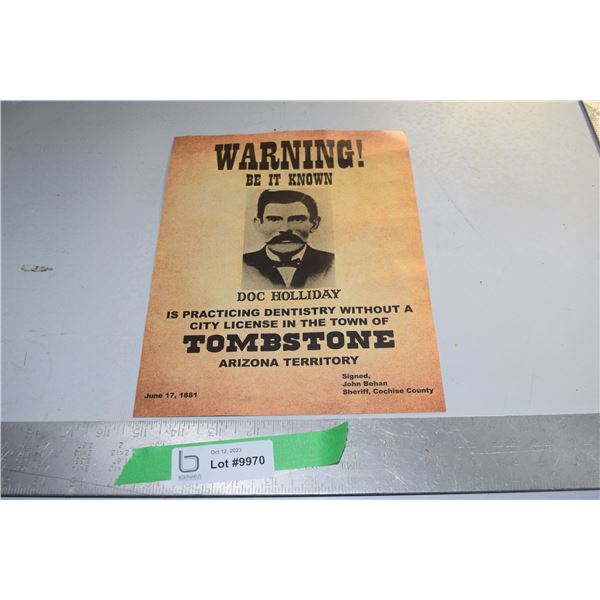 WARNING!
BE IT KNOWN
DOC HOLLIDAY
IS PRACTICING DENTISTRY WITHOUT A
CITY LICENSE IN THE TOWN OF
TOMBSTONE
ARIZONA TERRITORY
Signed,
John Behan
Sheriff, Cochise County
June 17, 1881
Oct 12, 2023
Lot #9970